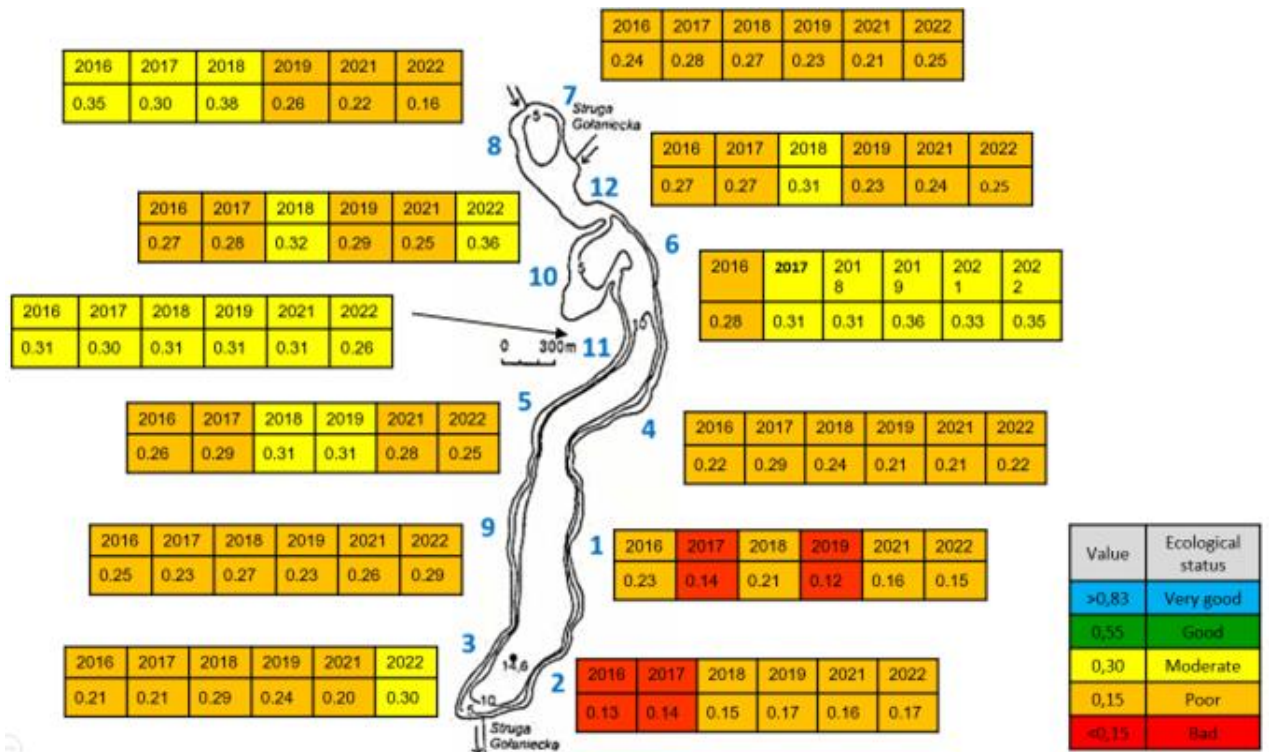 2016 2017 2018 2019 2021 2022
0.24 0.28 0.27 0.23 0.21 0.25
2016 2017 2018 2019 2021 2022
0.35 0.30 0.38 0.26 0.22 0.16
7
Struga
Gołaniecka
5
8
2016 2017 2018 2019 2021 2022
0.27 0.27 0.31 0.23 0.24 0.25
12
2016 2017 2018 2019 2021 2022
0.27 0.28 0.32 0.29 0.25 0.36
6
10
5
2016 2017 201 201 202 202
8 9 1 2
0.28 0.31 0.31 0.36 0.33 0.35
2016 2017 2018 2019 2021 2022
0.31 0.30 0.31 0.31 0.31 0.26
10
11
0 300m
5
2016 2017 2018 2019 2021 2022
0.26 0.29 0.31 0.31 0.28 0.25
4
2016 2017 2018 2019 2021 2022
0.22 0.29 0.24 0.21 0.21 0.22
9
2016 2017 2018 2019 2021 2022
0.25 0.23 0.27 0.23 0.26 0.29
1
2016 2017 2018 2019 2021 2022
0.23 0.14 0.21 0.12 0.16 0.15
3
2016 2017 2018 2019 2021 2022
0.21 0.21 0.29 0.24 0.20 0.30
14,6
2
2016 2017 2018 2019 2021 2022
0.13 0.14 0.15 0.17 0.16 0.17
10
5
Struga
Gołaniecka
Value Ecological
status
>0,83 Very good
0,55 Good
0,30 Moderate
0,15 Poor
<0,15 Bad